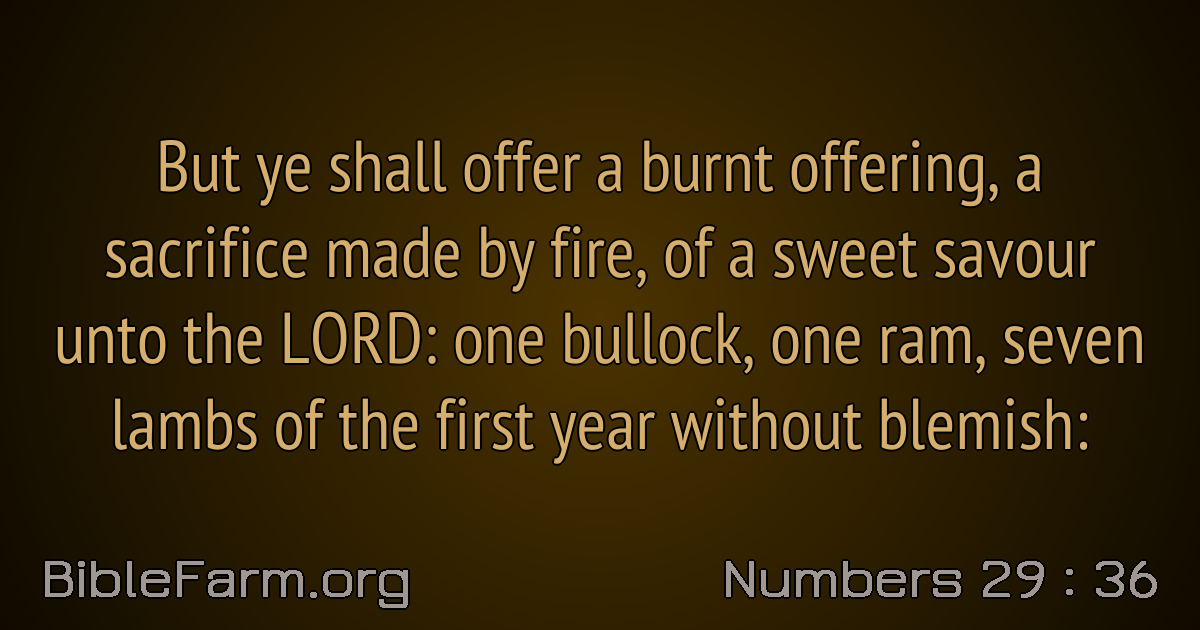 But ye shall offer a burnt offering, a
sacrifice made by fire, of a sweet savour
unto the LORD: one bullock, one ram, seven
lambs of the first year without blemish:
BibleFarm.org
Numbers 29 : 36